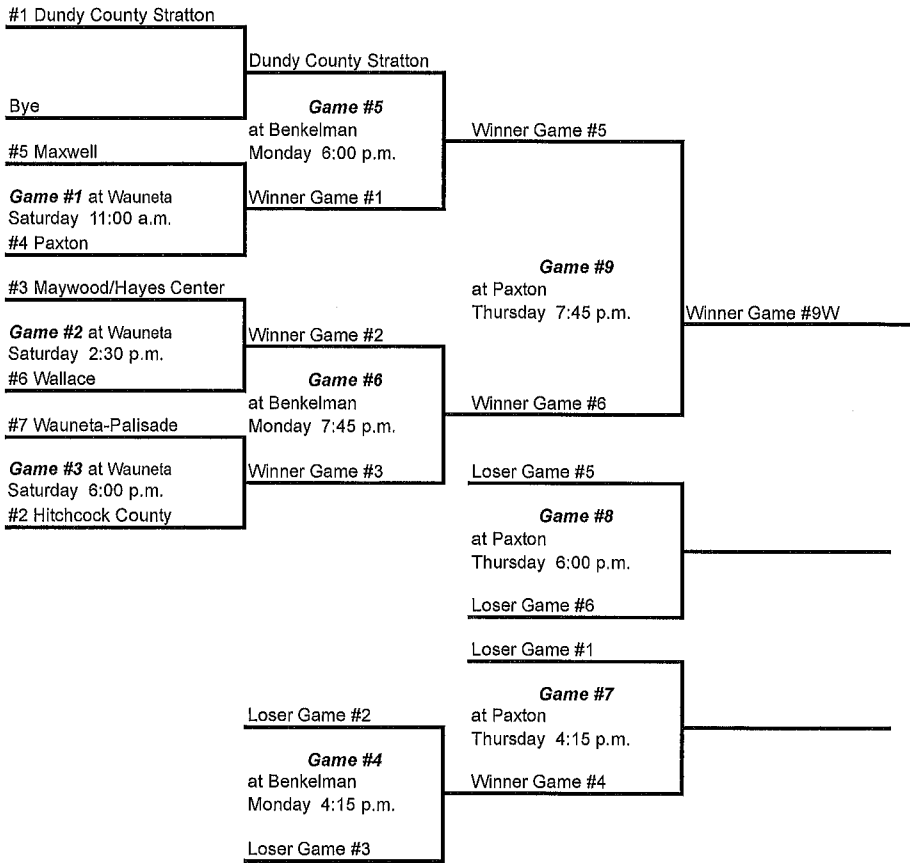 #1 Dundy County Stratton
Dundy County Stratton
Bye
Game #5
at Benkelman
Monday 6:00 p.m.
Winner Game #5
#5 Maxwell
Game #1 at Wauneta
Saturday 11:00 a.m.
Winner Game #1
#4 Paxton
Game #9
at Paxton
Thursday 7:45 p.m.
Winner Game #9W
#3 Maywood/Hayes Center
Game #2 at Wauneta
Saturday 2:30 p.m.
Winner Game #2
#6 Wallace
Game #6
at Benkelman
Monday 7:45 p.m.
Winner Game #6
#7 Wauneta-Palisade
Game #3 at Wauneta
Saturday 6:00 p.m.
Winner Game #3
#2 Hitchcock County
Loser Game #5
Game #8
at Paxton
Thursday 6:00 p.m.
Loser Game #6
Loser Game #1
Game #7
at Paxton
Thursday 4:15 p.m.
Winner Game #4
Loser Game #2
Game #4
at Benkelman
Monday 4:15 p.m.
Loser Game #3